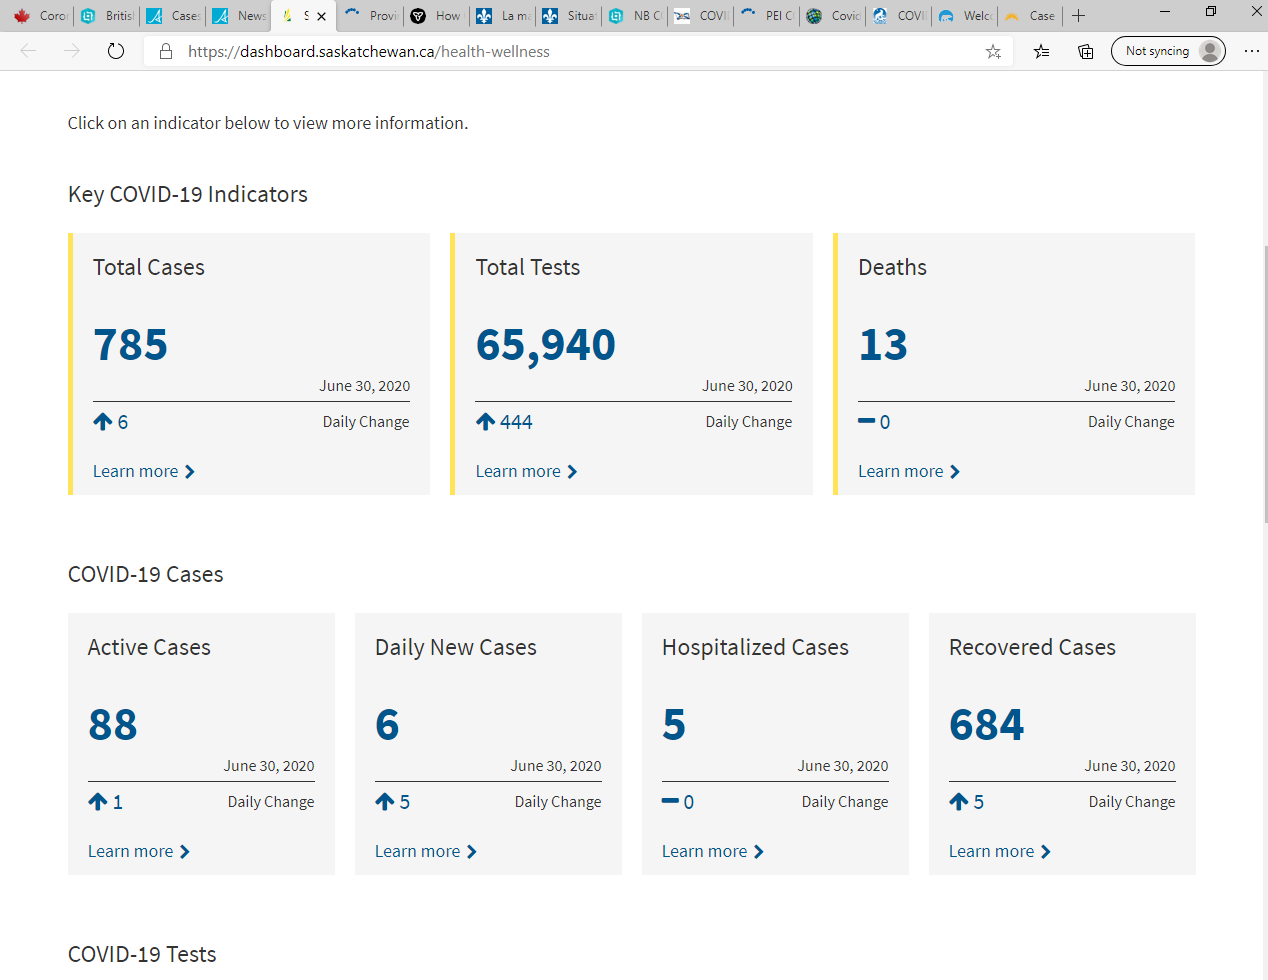 Coror Britis Cases News S Provi How La ma Situat NB C COVI PEI C Covid COVI Welco Case
https://dashboard.saskatchewan.ca/health-wellness Not syncing
Click on an indicator below to view more information.
Key COVID-19 Indicators
Total Cases Total Tests Deaths
785 65,940 13
June 30, 2020 June 30, 2020 June 30, 2020
6 Daily Change 444 Daily Change 0 Daily Change
Learn more Learn more Learn more
COVID-19 Cases
Active Cases Daily New Cases Hospitalized Cases Recovered Cases
88 6 5 684
June 30, 2020 June 30, 2020 June 30, 2020 June 30, 2020
1 Daily Change 5 Daily Change 0 Daily Change 5 Daily Change
Learn more Learn more Learn more Learn more
COVID-19 Tests